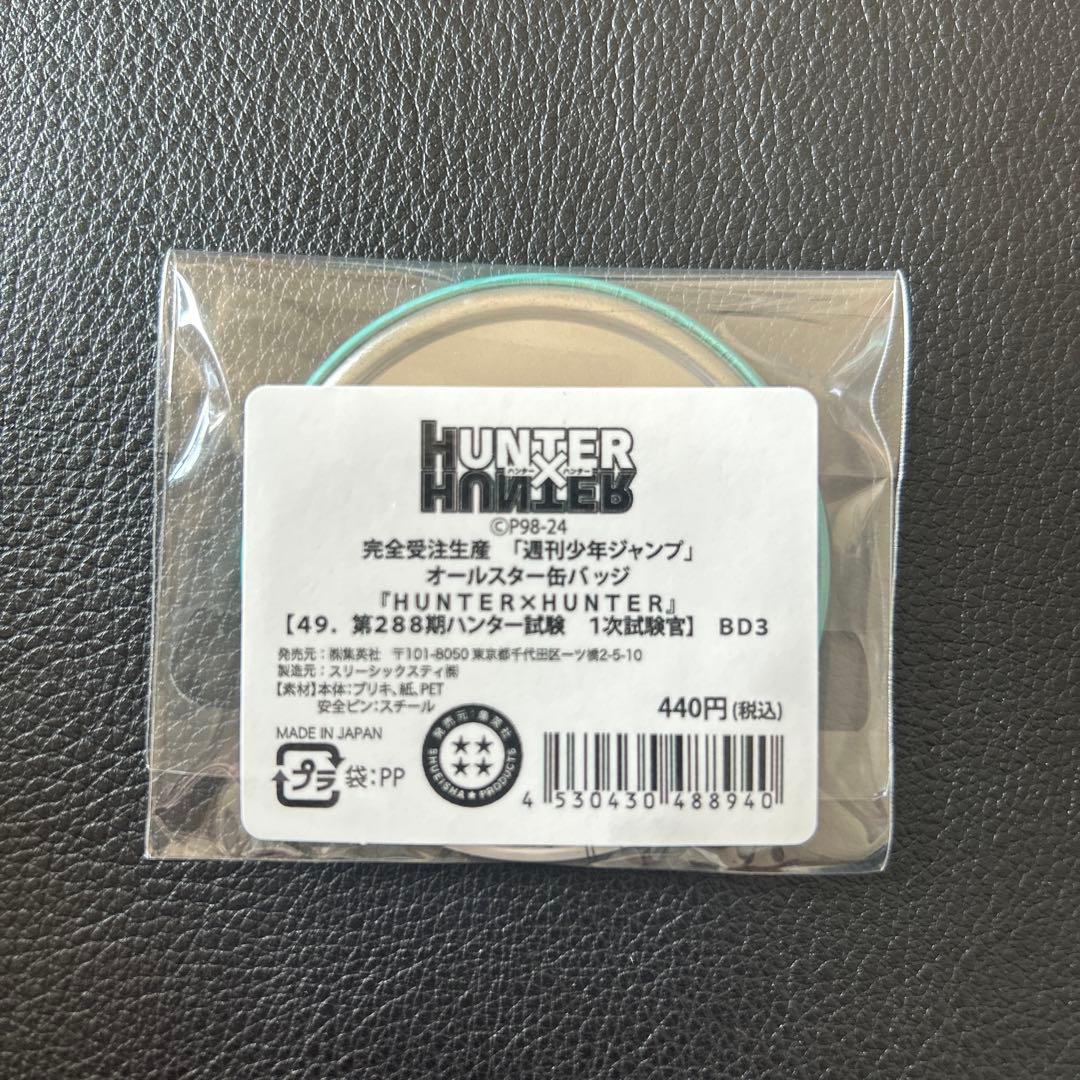 HUNTER
ハンター×ハンター
HUNTER
©P98-24
完全受注生産 「週刊少年ジャンプ」
オールスター缶バッジ
『HUNTER×HUNTER』
【49. 第288期ハンター試験 1次試験官】 BD3
発売元:㈱集英社 〒101-8050 東京都千代田区一ツ橋2-5-10
製造元:スリーシックスティ㈱
【素材】本体:ブリキ、紙、PET
安全ピン:スチール
440円(税込)
MADE IN JAPAN
プラ 袋:PP
発売元:集英社
SHUEISHA★PRODUCTS
4 530430 488940